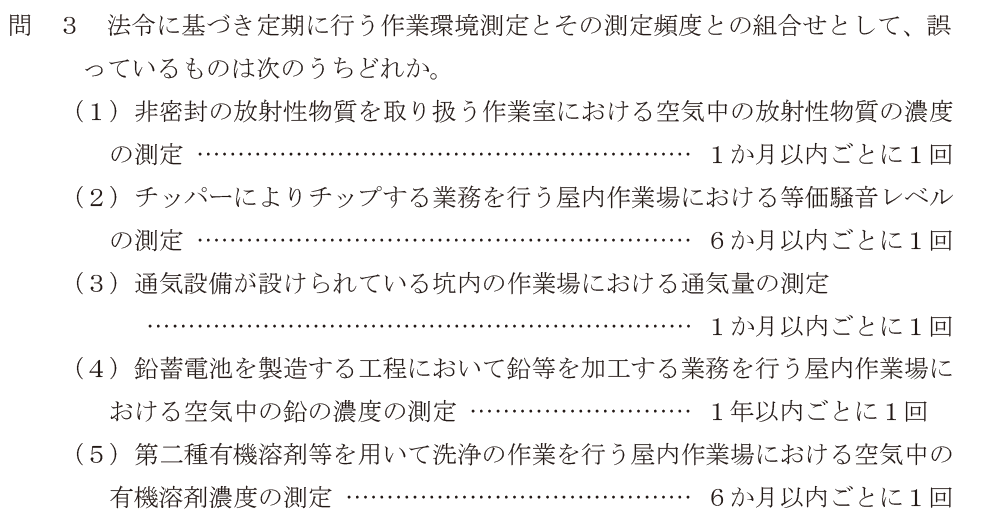 問　３　法令に基づき定期に行う作業環境測定とその測定頻度との組合せとして、誤
っているものは次のうちどれか。
（１）非密封の放射性物質を取り扱う作業室における空気中の放射性物質の濃度
の測定 ………………………………………………… １か月以内ごとに１回
（２）チッパーによりチップする業務を行う屋内作業場における等価騒音レベル
の測定 ………………………………………………… ６か月以内ごとに１回
（３）通気設備が設けられている坑内の作業場における通気量の測定
……………………………………………………… １か月以内ごとに１回
（４）鉛蓄電池を製造する工程において鉛等を加工する業務を行う屋内作業場に
おける空気中の鉛の濃度の測定 ……………………… １年以内ごとに１回
（５）第二種有機溶剤等を用いて洗浄の作業を行う屋内作業場における空気中の
有機溶剤濃度の測定 …………………………………… ６か月以内ごとに１回